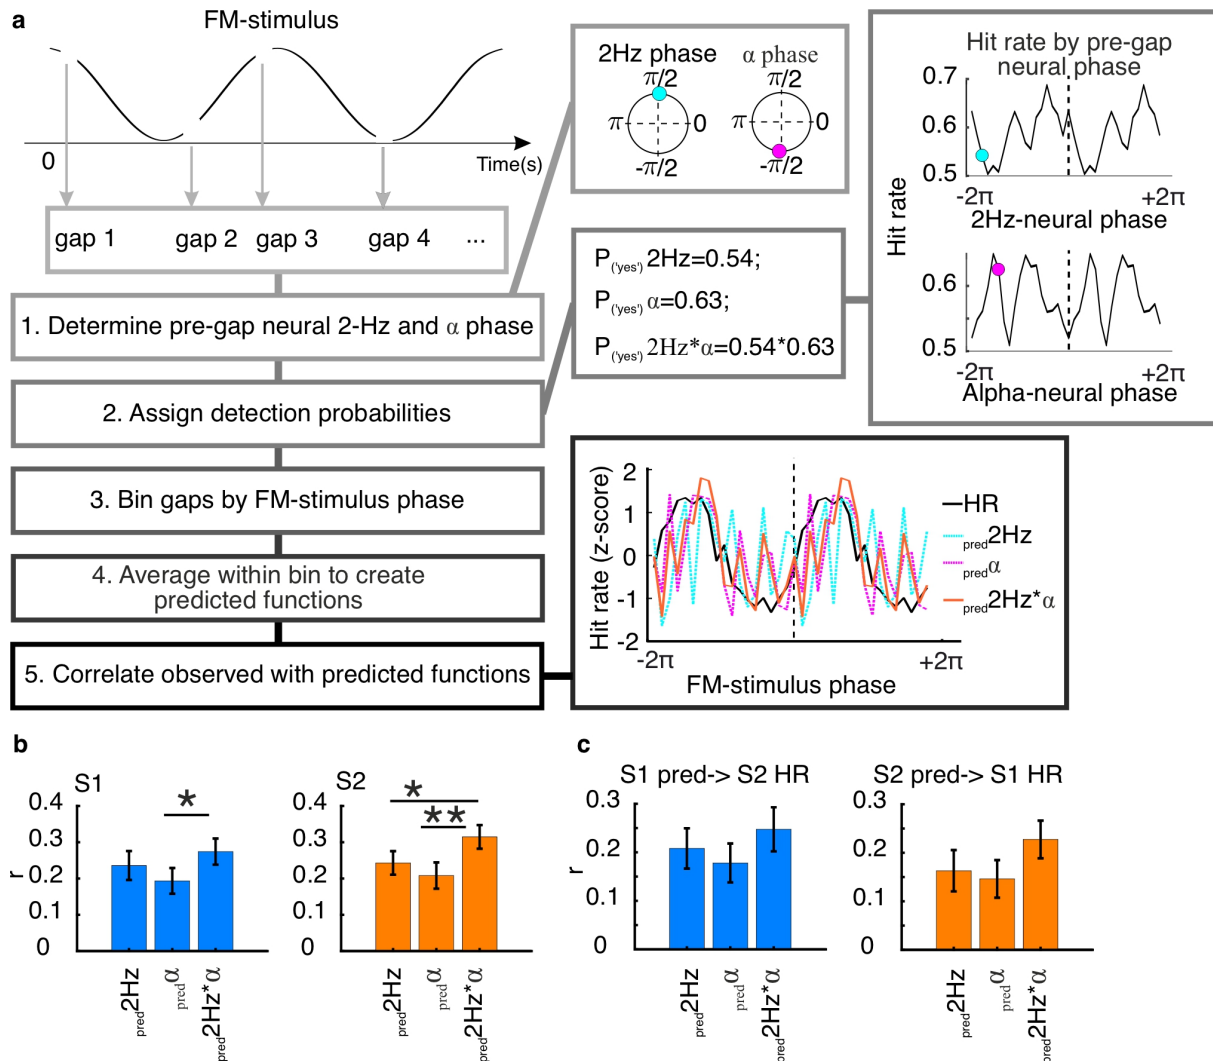 a
FM-stimulus
0
Time(s)
gap 1 gap 2 gap 3 gap 4 ...
1. Determine pre-gap neural 2-Hz and α phase
2. Assign detection probabilities
3. Bin gaps by FM-stimulus phase
4. Average within bin to create
predicted functions
5. Correlate observed with predicted functions
2Hz phase
π/2
π
0
-π/2
α phase
π/2
π
0
-π/2
P('yes') 2Hz=0.54;
P('yes') α=0.63;
P('yes') 2Hz*α=0.54*0.63
Hit rate by pre-gap
neural phase
Hit rate
0.7
0.6
0.5
-2π +2π
2Hz-neural phase
0.6
0.5
-2π +2π
Alpha-neural phase
Hit rate (z-score)
2
1
0
-1
-2
-2π +2π
FM-stimulus phase
HR
pred2Hz
predα
pred2Hz*α
b
S1
r
0.4
0.3
0.2
0.1
0
*
pred2Hz
predα
pred2Hz*α
S2
0.4
0.3
0.2
0.1
0
*
**
pred2Hz
predα
pred2Hz*α
c
S1 pred-> S2 HR
r
0.3
0.2
0.1
0
pred2Hz
predα
pred2Hz*α
S2 pred-> S1 HR
0.3
0.2
0.1
0
pred2Hz
predα
pred2Hz*α